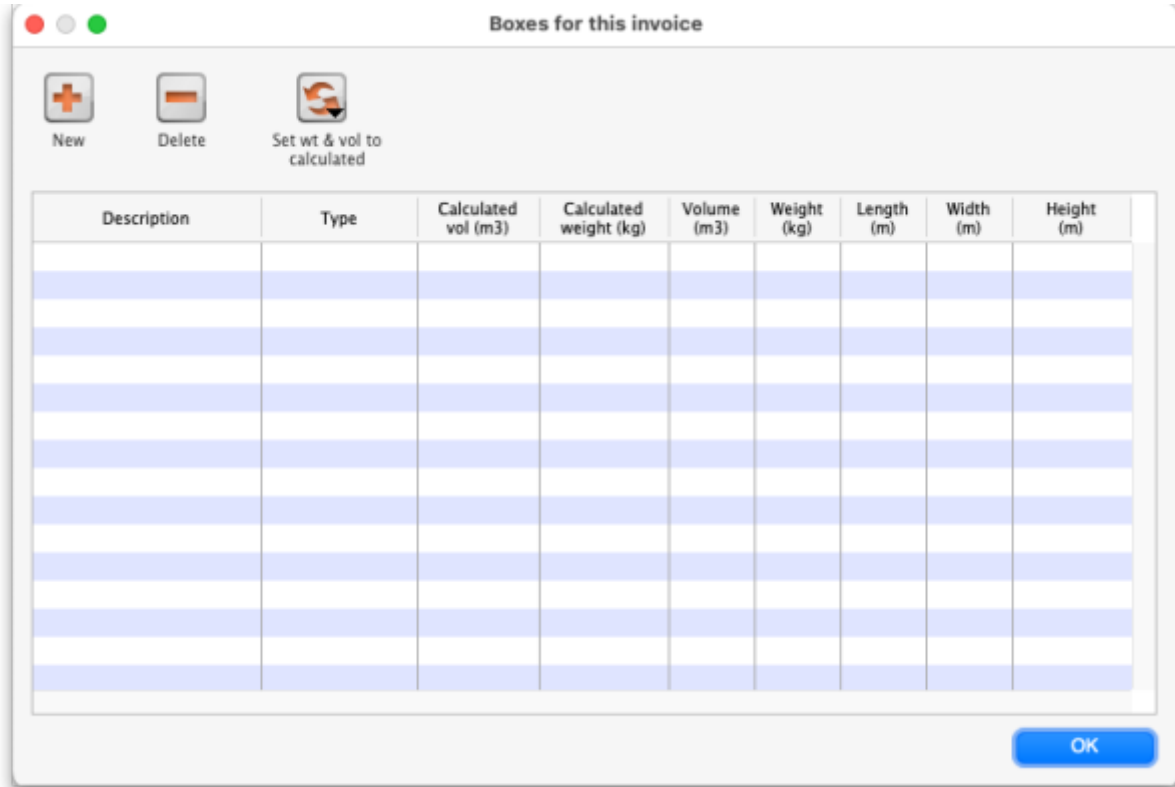 Boxes for this invoice
New
Delete
Set wt & vol to
calculated
Description
Type
Calculated
vol (m3)
Calculated
weight (kg)
Volume
(m3)
Weight
(kg)
Length
(m)
Width
(m)
Height
(m)
OK